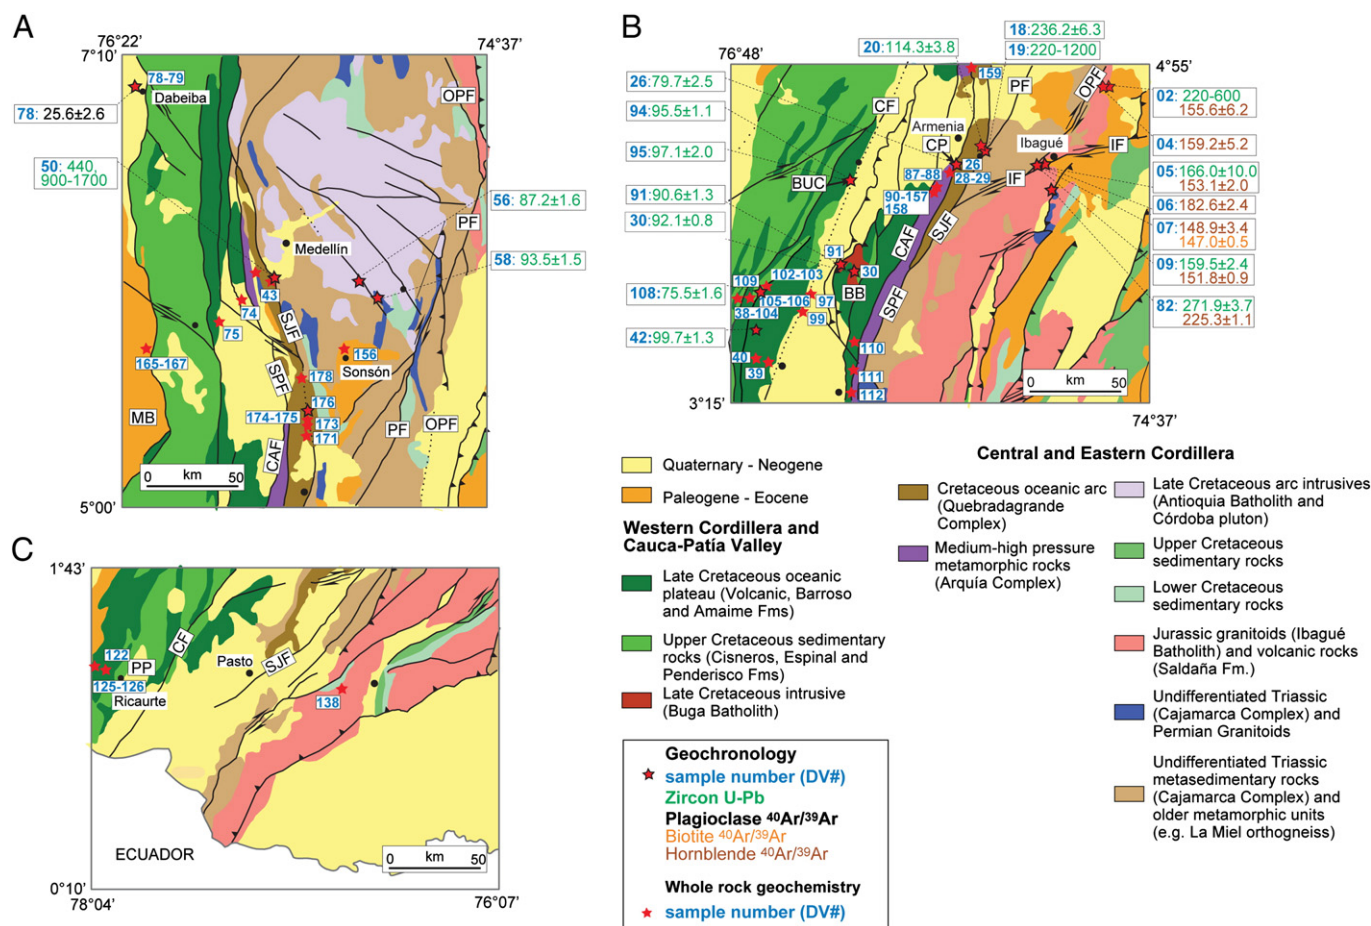 A
76°22'
7°10'
74°37'
78-79
Dabeiba
78: 25.6±2.6
50: 440,
900-1700
OPF
56: 87.2±1.6
PF
58: 93.5±1.5
Medellín
43
74
75
SJF
165-167
156
Sonsón
178
SPF
176
174-175
173
171
MB
CAF
PF
OPF
km
0 50
5°00'
B
76°48'
4°55'
20:114.3±3.8
18:236.2±6.3
19:220-1200
26:79.7±2.5
94:95.5±1.1
95:97.1±2.0
91:90.6±1.3
30:92.1±0.8
108:75.5±1.6
42:99.7±1.3
159
PF
OPF
CF
Armenia
CP
Ibagué
IF
26
28-29
87-88
IF
BUC
90-157
158
SJF
CAF
91
30
102-103
109
BB
SPF
105-106
97
38-104
99
110
40
39
111
112
02: 220-600
155.6±6.2
04:159.2±5.2
05:166.0±10.0
153.1±2.0
06:182.6±2.4
07:148.9±3.4
147.0±0.5
09:159.5±2.4
151.8±0.9
82:271.9±3.7
225.3±1.1
km
0 50
3°15'
74°37'
C
1°43'
122
PP
CF
125-126
Ricaurte
Pasto
SJF
138
ECUADOR
km
0 50
0°10'
78°04'
76°07'
Quaternary - Neogene
Paleogene - Eocene
Western Cordillera and
Cauca-Patía Valley
Late Cretaceous oceanic
plateau (Volcanic, Barroso
and Amaime Fms)
Upper Cretaceous sedimentary
rocks (Cisneros, Espinal and
Penderisco Fms)
Late Cretaceous intrusive
(Buga Batholith)
Geochronology
sample number (DV#)
Zircon U-Pb
Plagioclase ⁴⁰Ar/³⁹Ar
Biotite ⁴⁰Ar/³⁹Ar
Hornblende ⁴⁰Ar/³⁹Ar
Whole rock geochemistry
sample number (DV#)
Central and Eastern Cordillera
Cretaceous oceanic arc
(Quebradagrande
Complex)
Medium-high pressure
metamorphic rocks
(Arquía Complex)
Late Cretaceous arc intrusives
(Antioquia Batholith and
Córdoba pluton)
Upper Cretaceous
sedimentary rocks
Lower Cretaceous
sedimentary rocks
Jurassic granitoids (Ibagué
Batholith) and volcanic rocks
(Saldaña Fm.)
Undifferentiated Triassic
(Cajamarca Complex) and
Permian Granitoids
Undifferentiated Triassic
metasedimentary rocks
(Cajamarca Complex) and
older metamorphic units
(e.g. La Miel orthogneiss)